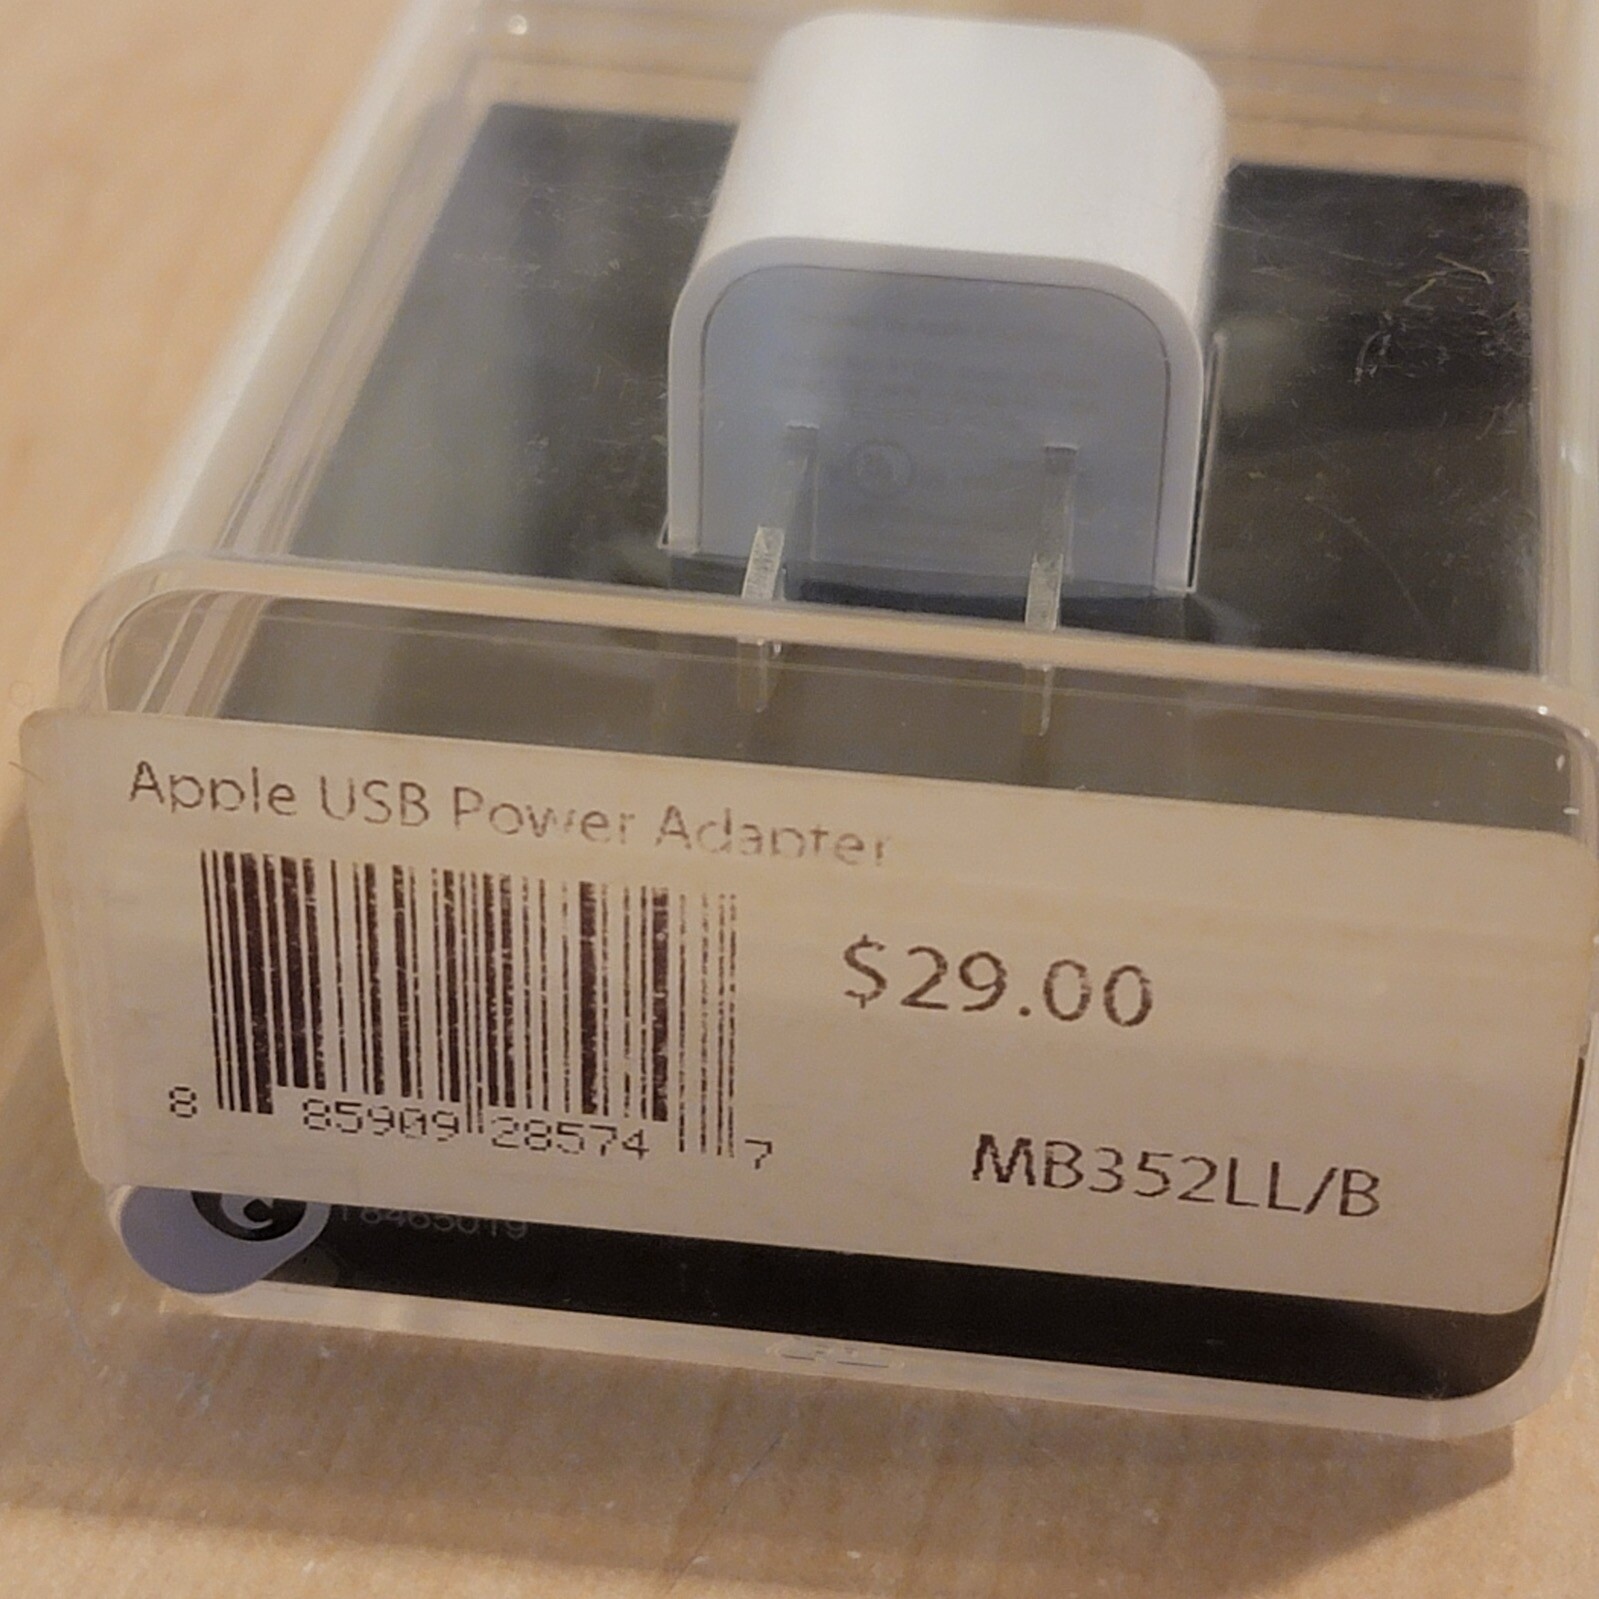 Apple USB Power Adapter
$29.00
8 85909 28574 7
MB352LL/B